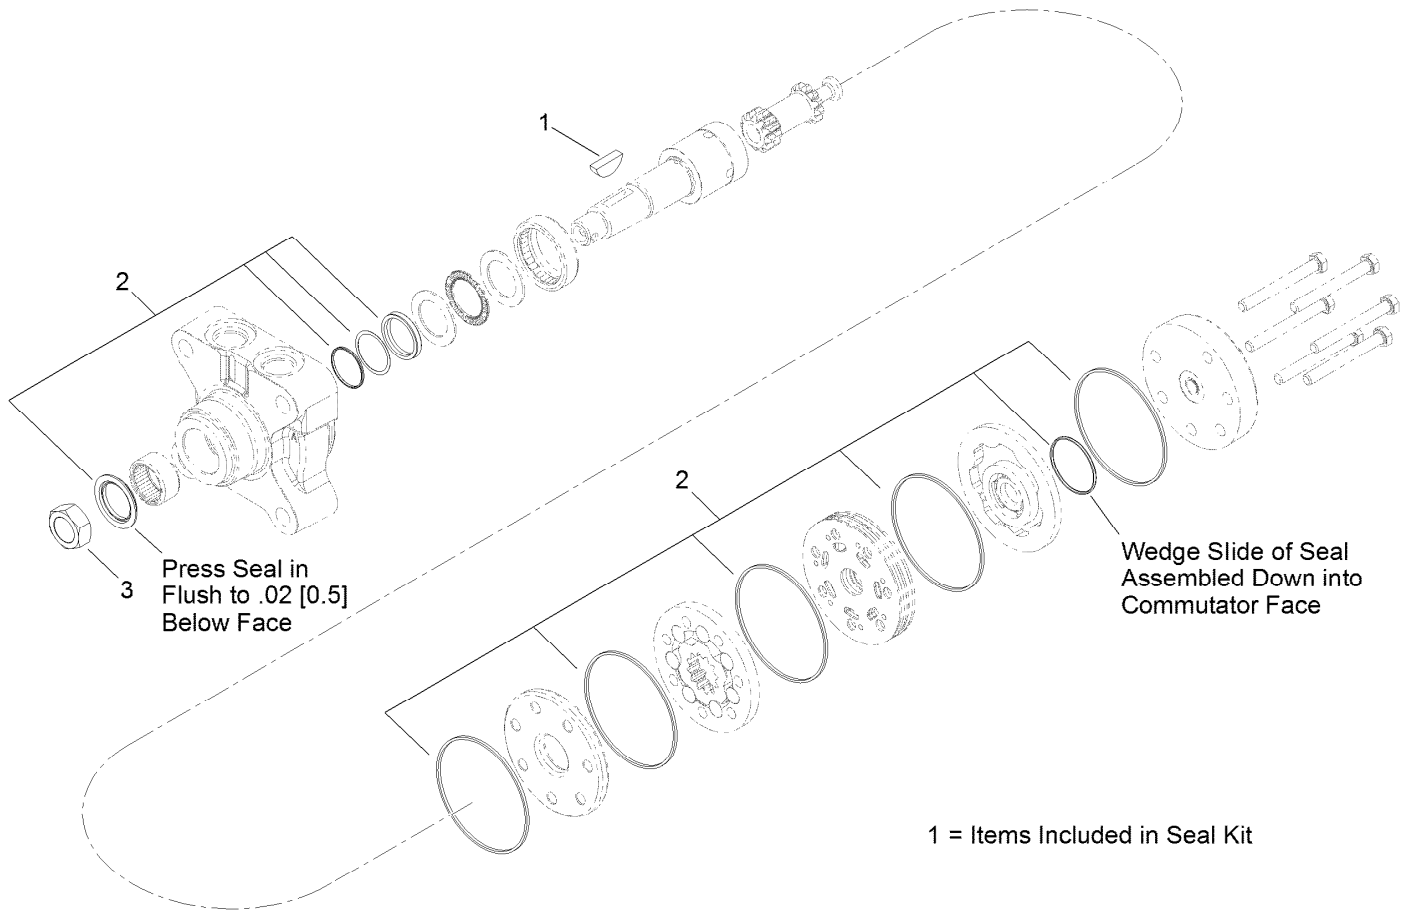 1
2
2
3
Press Seal in
Flush to .02 [0.5]
Below Face
Wedge Slide of Seal
Assembled Down into
Commutator Face
1 = Items Included in Seal Kit